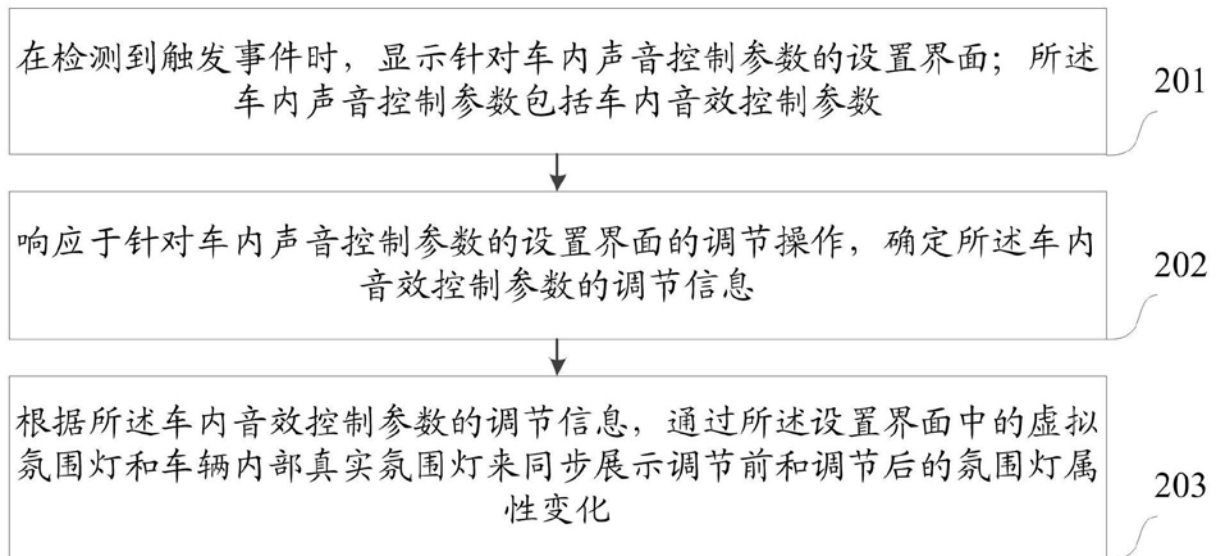 在检测到触发事件时，显示针对车内声音控制参数的设置界面；所述
车内声音控制参数包括车内音效控制参数
201
响应于针对车内声音控制参数的设置界面的调节操作，确定所述车内
音效控制参数的调节信息
202
根据所述车内音效控制参数的调节信息，通过所述设置界面中的虚拟
氛围灯和车辆内部真实氛围灯来同步展示调节前和调节后的氛围灯属
性变化
203